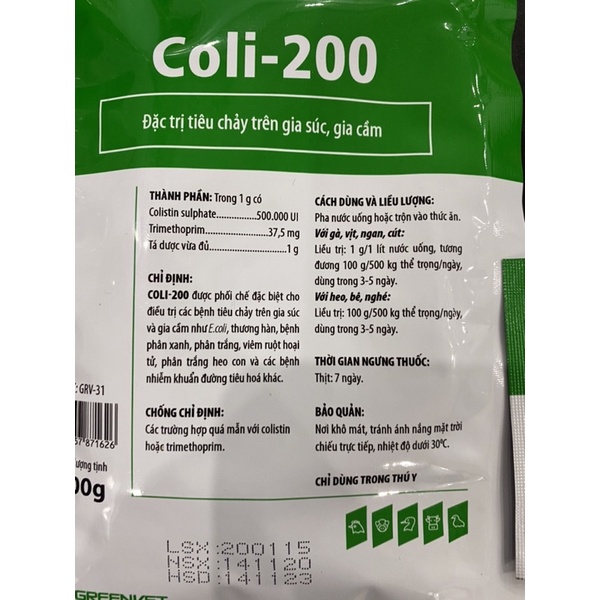 Coli-200
Đặc trị tiêu chảy trên gia súc, gia cầm
THÀNH PHẦN: Trong 1 g có
Colistin sulphate................500.000 UI
Trimethoprim........................37,5 mg
Tá dược vừa đủ.............................1 g
CHỈ ĐỊNH:
COLI-200 được phối chế đặc biệt cho
điều trị các bệnh tiêu chảy trên gia súc
và gia cầm như E.coli, thương hàn, bệnh
phân xanh, phân trắng, viêm ruột hoại
tử, phân trắng heo con và các bệnh
nhiễm khuẩn đường tiêu hoá khác.
CHỐNG CHỈ ĐỊNH:
Các trường hợp quá mẫn với colistin
hoặc trimethoprim.
CÁCH DÙNG VÀ LIỀU LƯỢNG:
Pha nước uống hoặc trộn vào thức ăn.
Với gà, vịt, ngan, cút:
Liều trị: 1 g/1 lít nước uống, tương
đương 100 g/500 kg thể trọng/ngày,
dùng trong 3-5 ngày.
Với heo, bê, nghé:
Liều trị: 100 g/500 kg thể trọng/ngày,
dùng trong 3-5 ngày.
THỜI GIAN NGƯNG THUỐC:
Thịt: 7 ngày.
BẢO QUẢN:
Nơi khô mát, tránh ánh nắng mặt trời
chiếu trực tiếp, nhiệt độ dưới 30℃.
CHỈ DÙNG TRONG THÚ Y
: GRV-31
871626
ượng tịnh
00g
LSX:200115
NSX:141120
HSD:141123
GREENVET